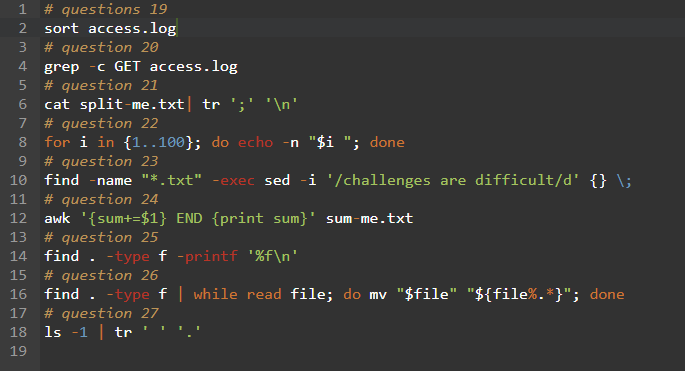 1 # questions 19
2 sort access.log
3 # question 20
4 grep -c GET access.log
5 # question 21
6 cat split-me.txt| tr ';' '\n'
7 # question 22
8 for i in {1..100}; do echo -n "$i "; done
9 # question 23
10 find -name "*.txt" -exec sed -i '/challenges are difficult/d' {} \;
11 # question 24
12 awk '{sum+=$1} END {print sum}' sum-me.txt
13 # question 25
14 find . -type f -printf '%f\n'
15 # question 26
16 find . -type f | while read file; do mv "$file" "${file%.*}"; done
17 # question 27
18 ls -1 | tr ' ' '.'
19